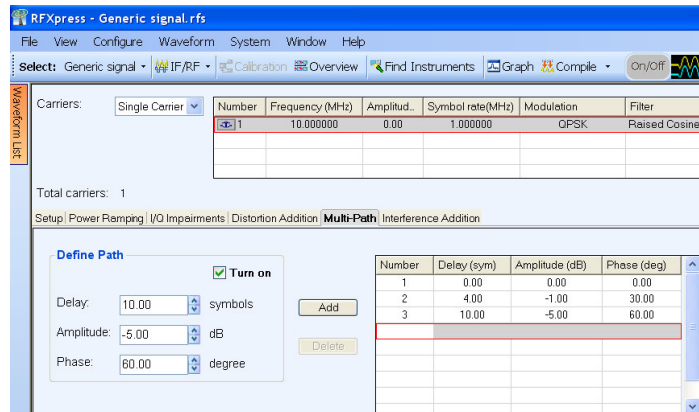 RFXpress - Generic signal.rfs
File View Configure Waveform System Window Help
Select: Generic signal IF/RF Calibration Overview Find Instruments Graph Compile On/Off
Waveform List
Carriers: Single Carrier
Number Frequency (MHz) Amplitud.. Symbol rate(MHz) Modulation Filter
1 10.000000 0.00 1.000000 QPSK Raised Cosine
Total carriers: 1
Setup Power Ramping I/Q Impairments Distortion Addition Multi-Path Interference Addition
Define Path
Turn on
Delay: 10.00 symbols
Amplitude: -5.00 dB
Phase: 60.00 degree
Add
Delete
Number Delay (sym) Amplitude (dB) Phase (deg)
1 0.00 0.00 0.00
2 4.00 -1.00 30.00
3 10.00 -5.00 60.00